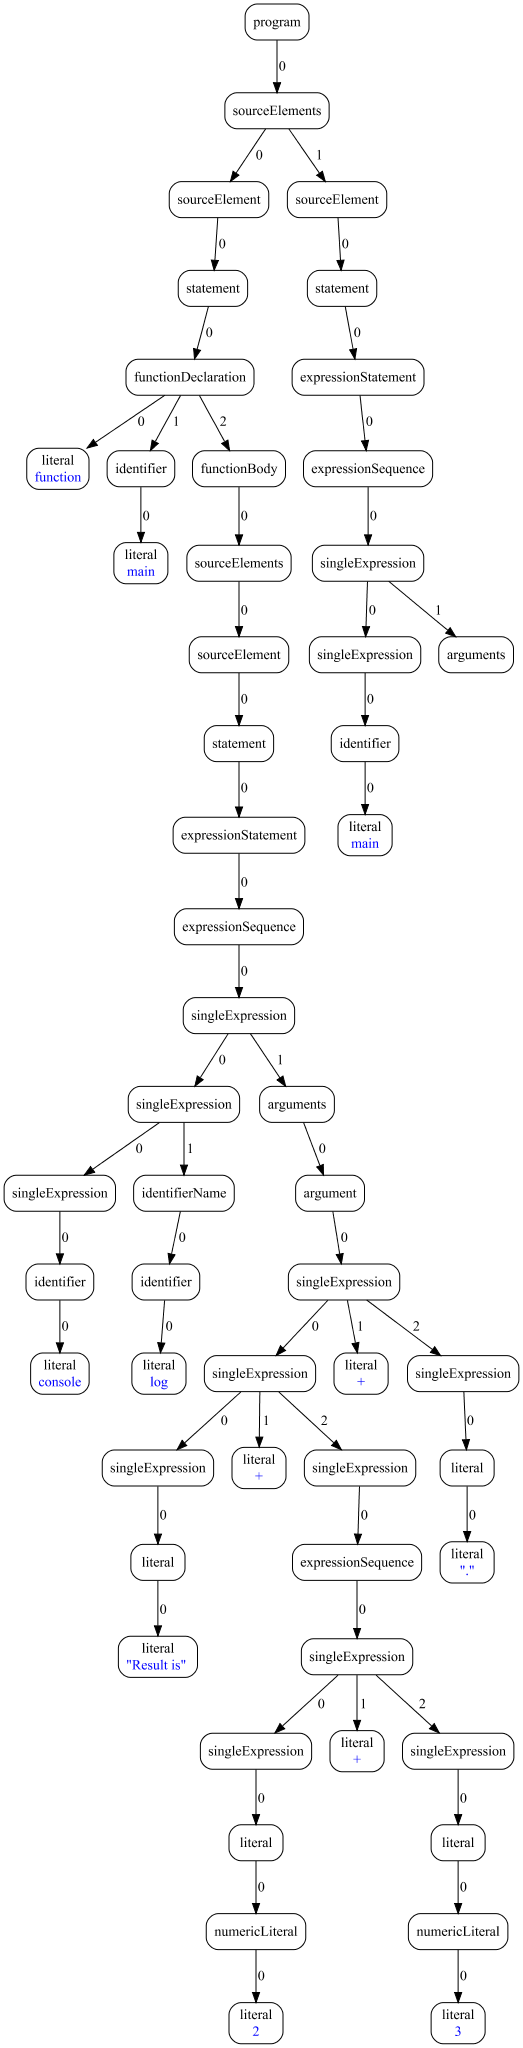 program
0
sourceElements
0
1
sourceElement
sourceElement
0
0
statement
statement
0
0
functionDeclaration
expressionStatement
0
1
2
0
literal
function
identifier
functionBody
expressionSequence
0
0
0
literal
main
sourceElements
singleExpression
0
0
1
sourceElement
singleExpression
arguments
0
0
statement
identifier
0
0
expressionStatement
literal
main
0
expressionSequence
0
singleExpression
0
1
singleExpression
arguments
0
1
0
singleExpression
identifierName
argument
0
0
0
identifier
identifier
singleExpression
0
0
0
1
2
literal
console
literal
log
singleExpression
literal
+
singleExpression
0
1
2
0
singleExpression
literal
+
singleExpression
literal
0
0
0
literal
expressionSequence
literal
"."
0
0
literal
"Result is"
singleExpression
0
1
2
singleExpression
literal
+
singleExpression
0
0
literal
literal
0
0
numericLiteral
numericLiteral
0
0
literal
2
literal
3